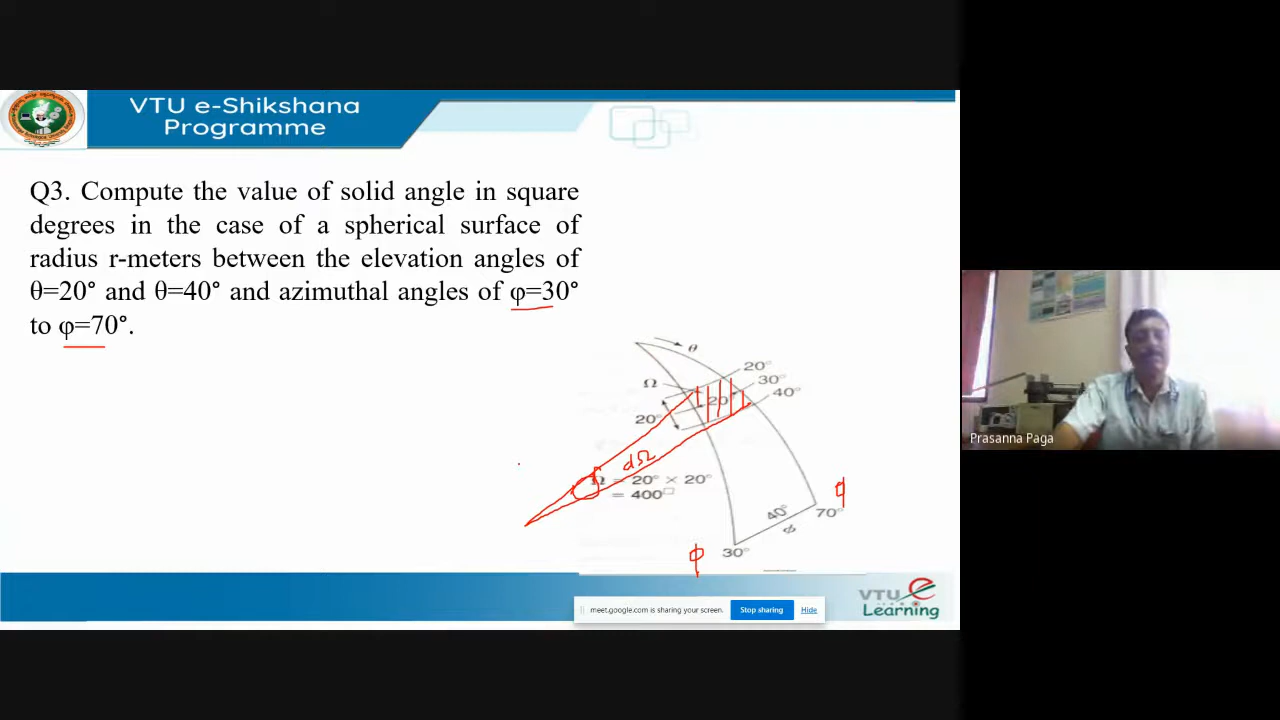 VTU e-Shikshana
Programme
Q3. Compute the value of solid angle in square
degrees in the case of a spherical surface of
radius r-meters between the elevation angles of
θ=20° and θ=40° and azimuthal angles of φ=30°
to φ=70°.
θ
20°
Ω
30°
20
40°
20°
dΩ
Ω = 20° × 20°
= 400□
φ
40°
70°
φ
φ
30°
VTU e
Learning
meet.google.com is sharing your screen.
Stop sharing
Hide
Prasanna Paga